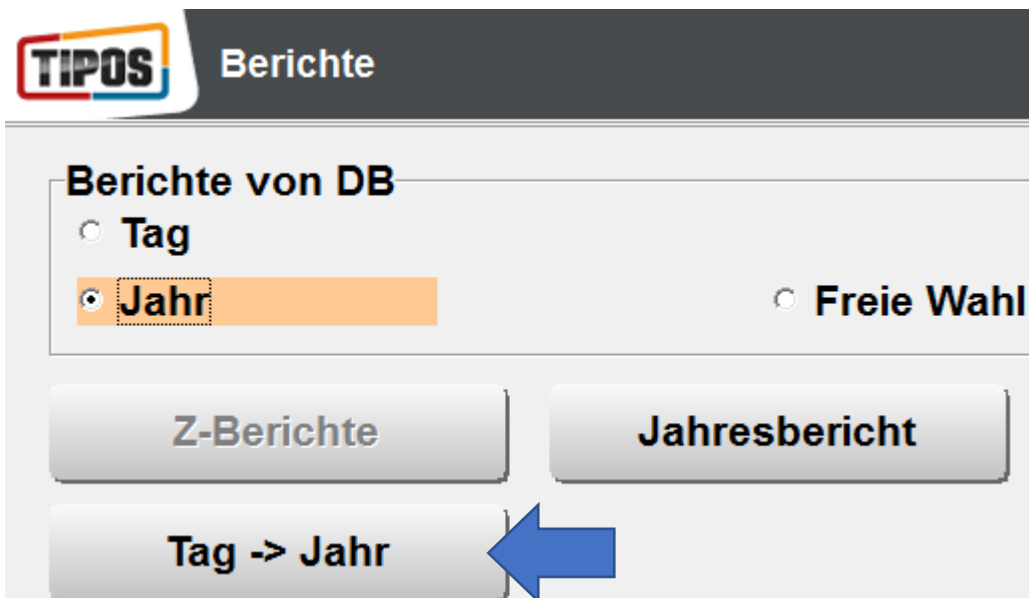 TIPOS
Berichte
Berichte von DB
Tag
Jahr
Freie Wahl
Z-Berichte
Jahresbericht
Tag -> Jahr